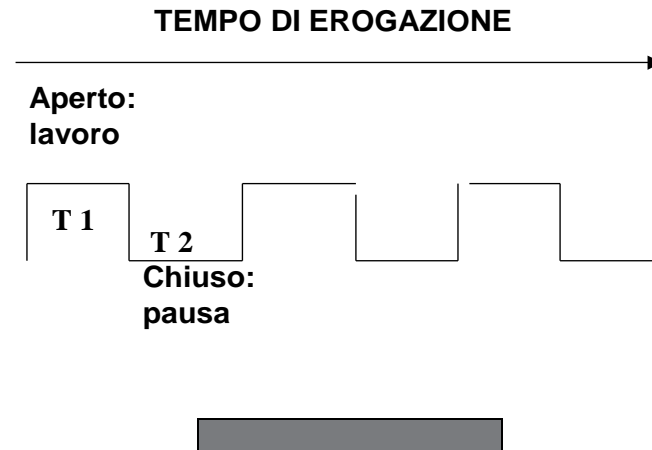 TEMPO DI EROGAZIONE
Aperto:
lavoro
T 1
T 2
Chiuso:
pausa